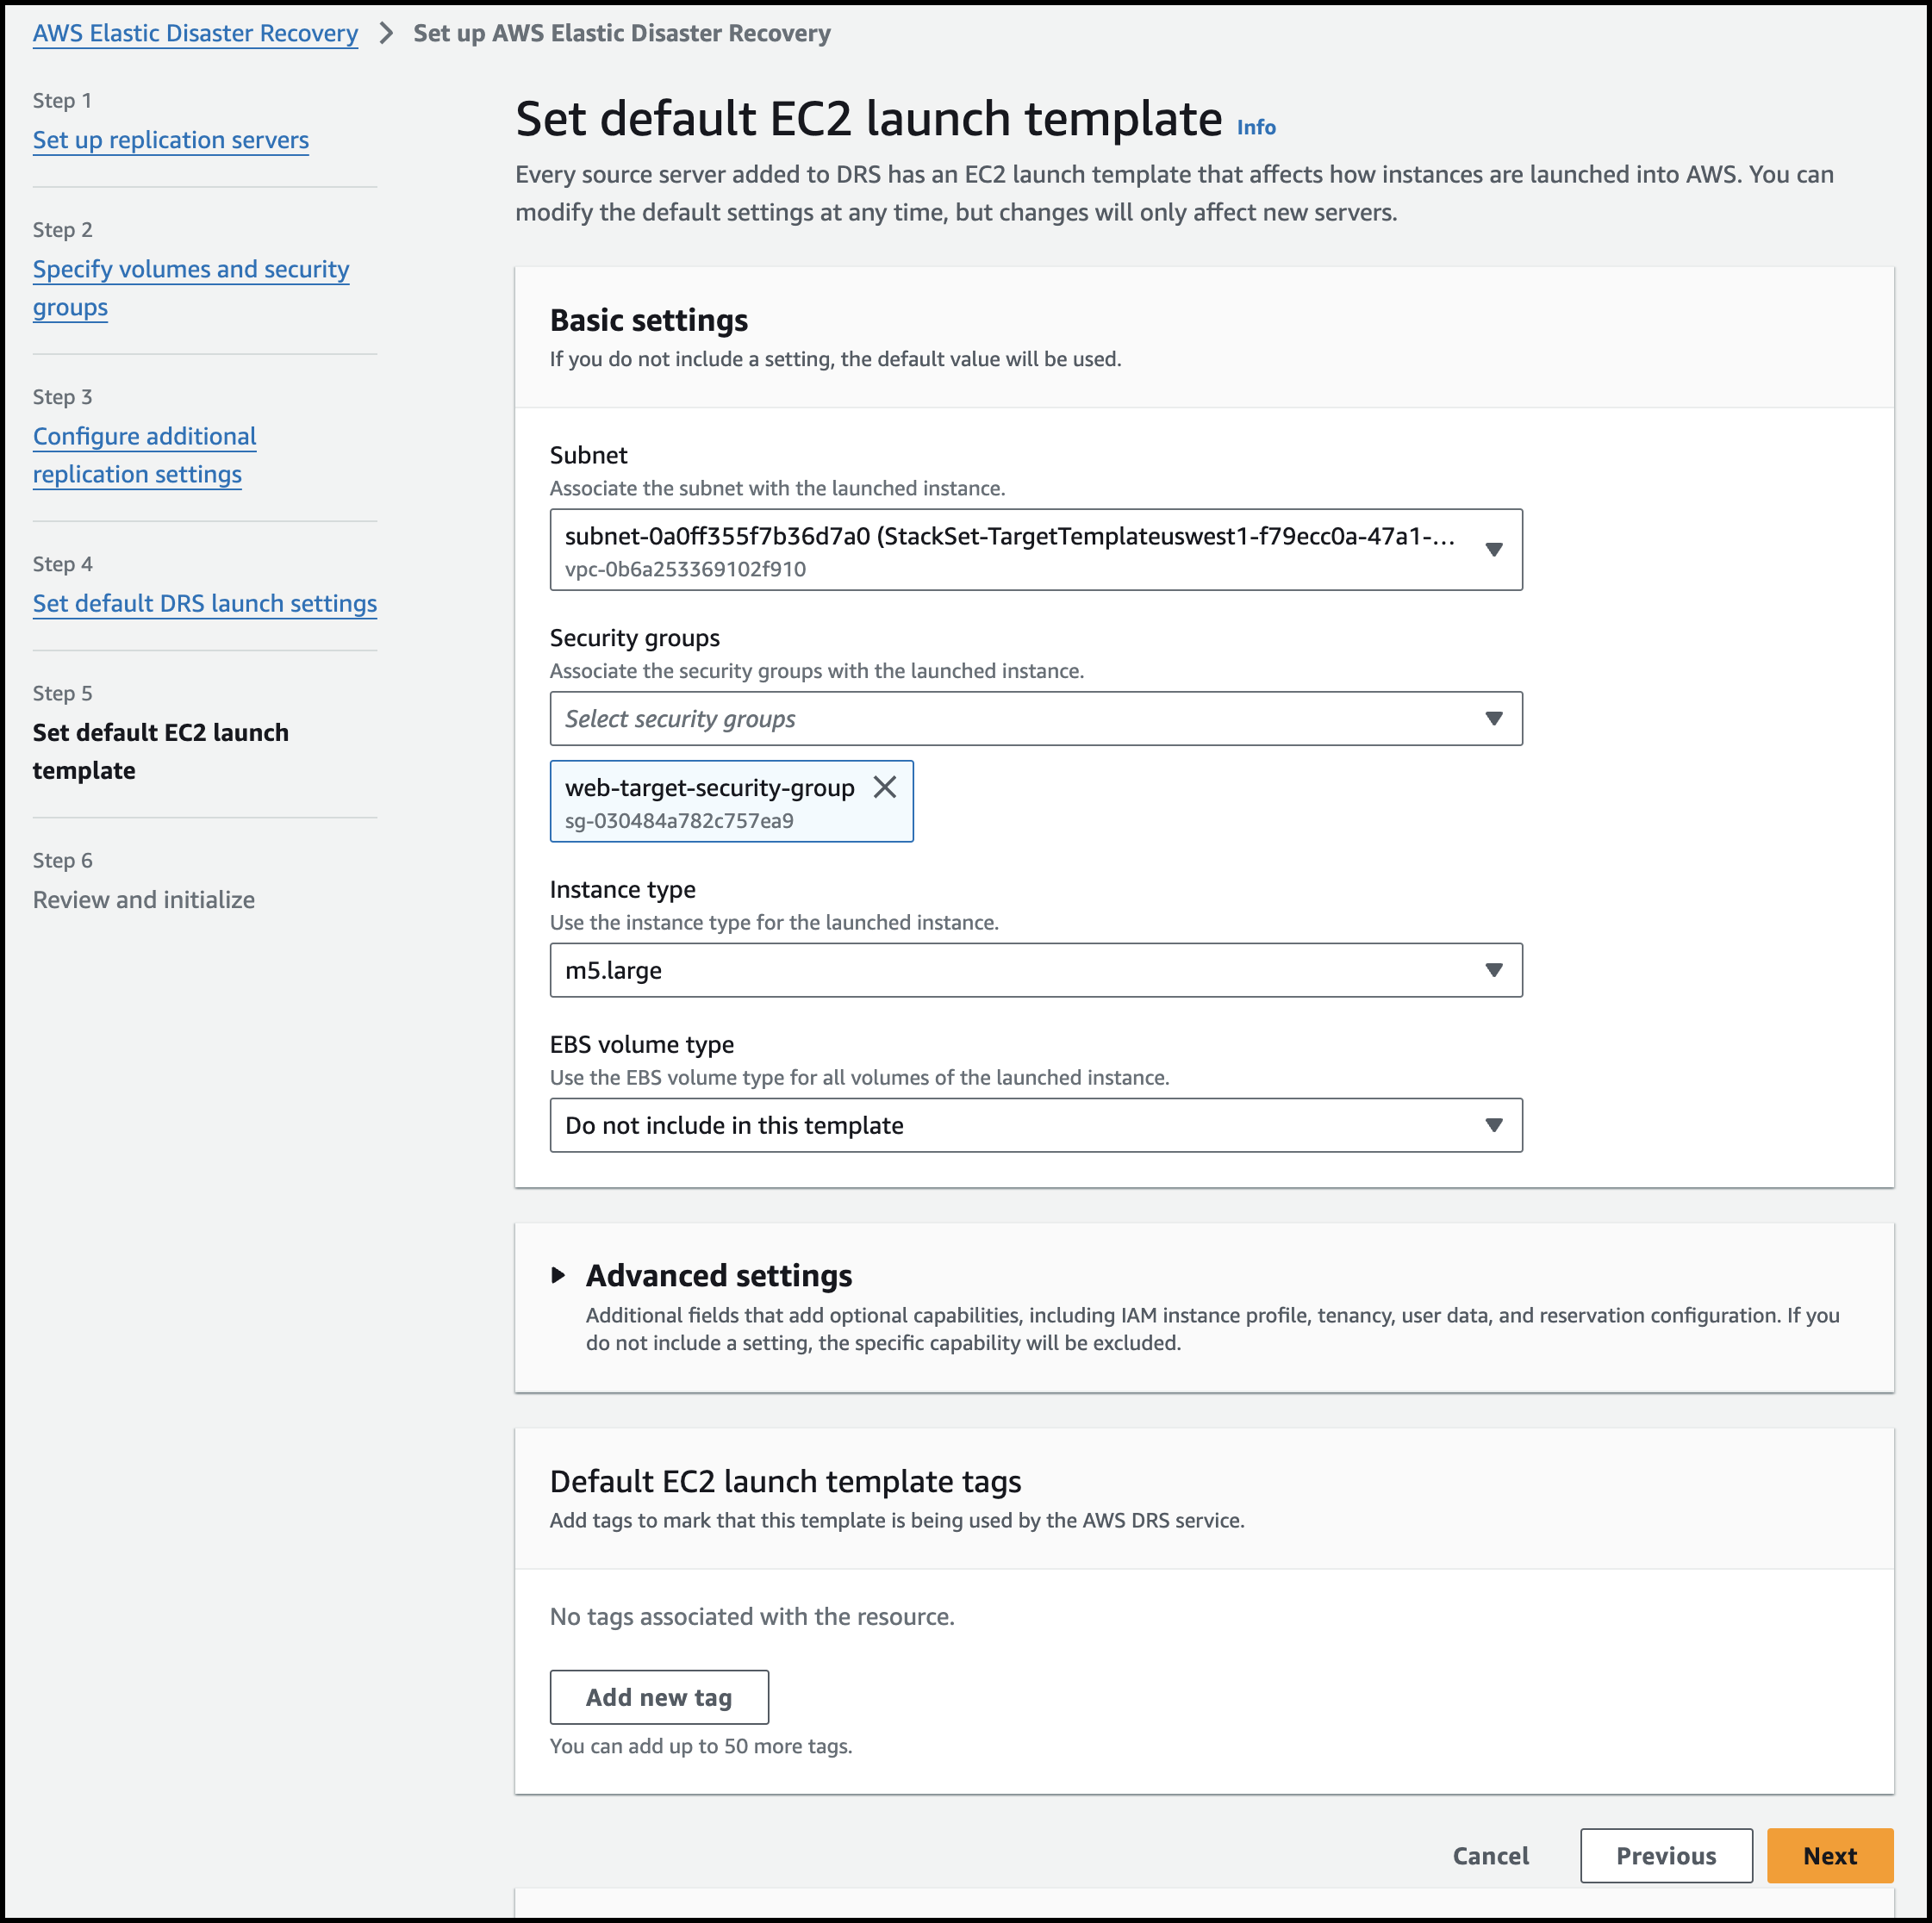 AWS Elastic Disaster Recovery > Set up AWS Elastic Disaster Recovery
Step 1
Set up replication servers
Step 2
Specify volumes and security
groups
Step 3
Configure additional
replication settings
Step 4
Set default DRS launch settings
Step 5
Set default EC2 launch
template
Step 6
Review and initialize
Set default EC2 launch template Info
Every source server added to DRS has an EC2 launch template that affects how instances are launched into AWS. You can
modify the default settings at any time, but changes will only affect new servers.
Basic settings
If you do not include a setting, the default value will be used.
Subnet
Associate the subnet with the launched instance.
subnet-0a0ff355f7b36d7a0 (StackSet-TargetTemplateuswest1-f79ecc0a-47a1-...
vpc-0b6a253369102f910
Security groups
Associate the security groups with the launched instance.
Select security groups
web-target-security-group
sg-030484a782c757ea9
Instance type
Use the instance type for the launched instance.
m5.large
EBS volume type
Use the EBS volume type for all volumes of the launched instance.
Do not include in this template
Advanced settings
Additional fields that add optional capabilities, including IAM instance profile, tenancy, user data, and reservation configuration. If you
do not include a setting, the specific capability will be excluded.
Default EC2 launch template tags
Add tags to mark that this template is being used by the AWS DRS service.
No tags associated with the resource.
Add new tag
You can add up to 50 more tags.
Cancel
Previous
Next